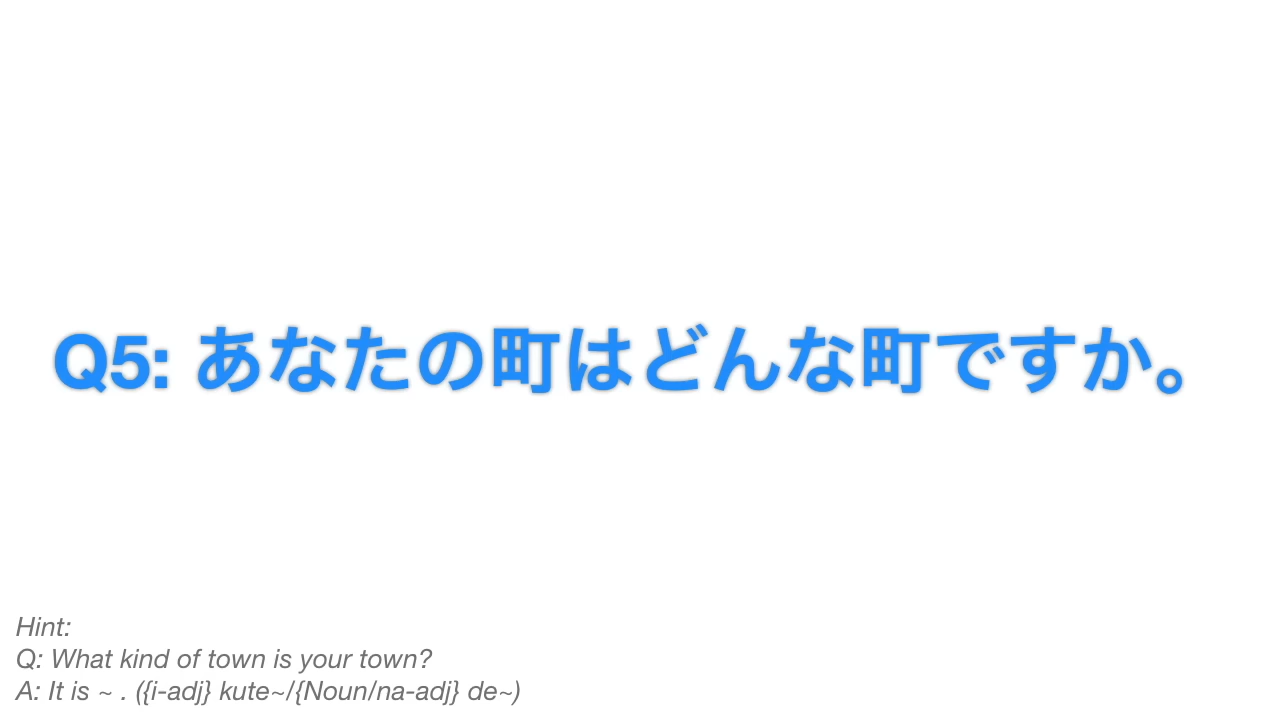 Q5: あなたの町はどんな町ですか。
Hint:
Q: What kind of town is your town?
A: It is ~ . ({i-adj} kute~/{Noun/na-adj} de~)